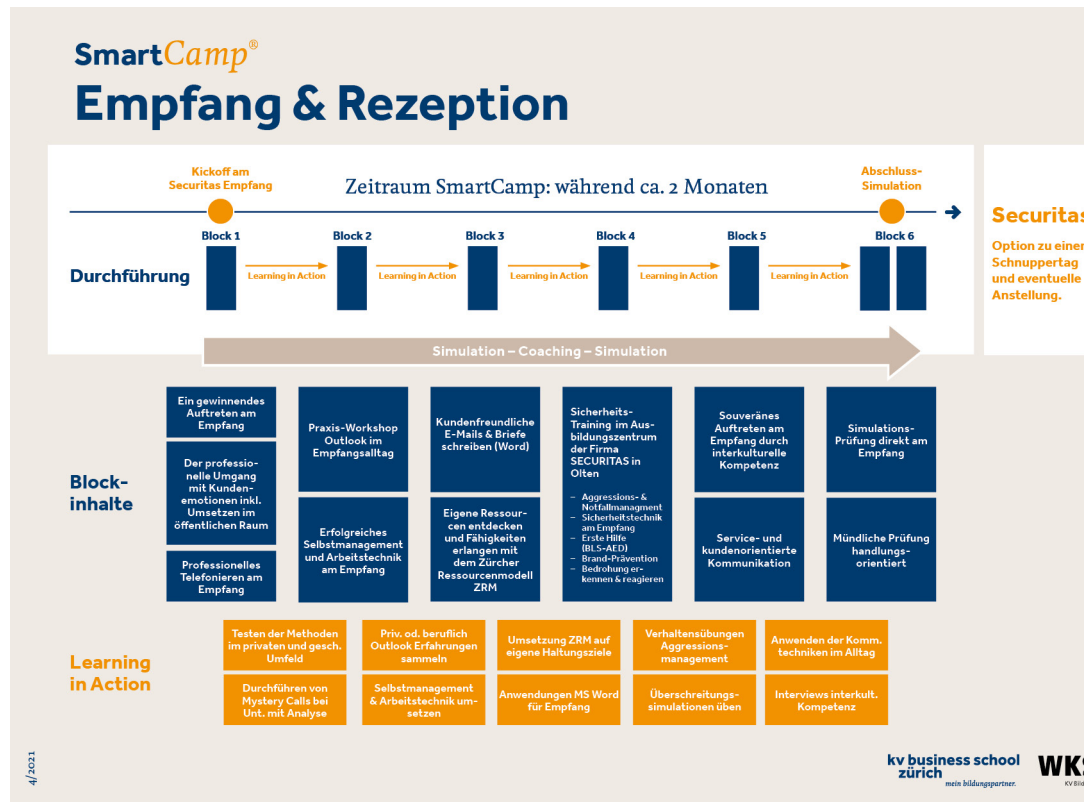 SmartCamp®
Empfang & Rezeption
Kickoff am
Securitas Empfang
Zeitraum SmartCamp: während ca. 2 Monaten
Abschluss-
Simulation
Block 1
Block 2
Block 3
Block 4
Block 5
Block 6
Durchführung
Learning in Action
Learning in Action
Learning in Action
Learning in Action
Learning in Action
Securitas
Option zu einem
Schnuppertag
und eventuelle
Anstellung.
Simulation – Coaching – Simulation
Block-
inhalte
Ein gewinnendes
Auftreten am
Empfang
Der professio-
nelle Umgang
mit Kunden-
emotionen inkl.
Umsetzen im
öffentlichen Raum
Professionelles
Telefonieren am
Empfang
Praxis-Workshop
Outlook im
Empfangsalltag
Erfolgreiches
Selbstmanagement
und Arbeitstechnik
am Empfang
Kundenfreundliche
E-Mails & Briefe
schreiben (Word)
Eigene Ressour-
cen entdecken
und Fähigkeiten
erlangen mit
dem Zürcher
Ressourcenmodell
ZRM
Sicherheits-
Training im Aus-
bildungszentrum
der Firma
SECURITAS in
Olten
– Aggressions- &
Notfallmanagment
– Sicherheitstechnik
am Empfang
– Erste Hilfe
(BLS-AED)
– Brand-Prävention
– Bedrohung er-
kennen & reagieren
Souveränes
Auftreten am
Empfang durch
interkulturelle
Kompetenz
Service- und
kundenorientierte
Kommunikation
Simulations-
Prüfung direkt am
Empfang
Mündliche Prüfung
handlungs-
orientiert
Learning
in Action
Testen der Methoden
im privaten und gesch.
Umfeld
Durchführen von
Mystery Calls bei
Unt. mit Analyse
Priv. od. beruflich
Outlook Erfahrungen
sammeln
Selbstmanagement
& Arbeitstechnik um-
setzen
Umsetzung ZRM auf
eigene Haltungsziele
Anwendungen MS Word
für Empfang
Verhaltensübungen
Aggressions-
management
Überschreitungs-
simulationen üben
Anwenden der Komm.
techniken im Alltag
Interviews interkult.
Kompetenz
4/2021
kv business school
zürich
mein bildungspartner.
WKS
KV Bild